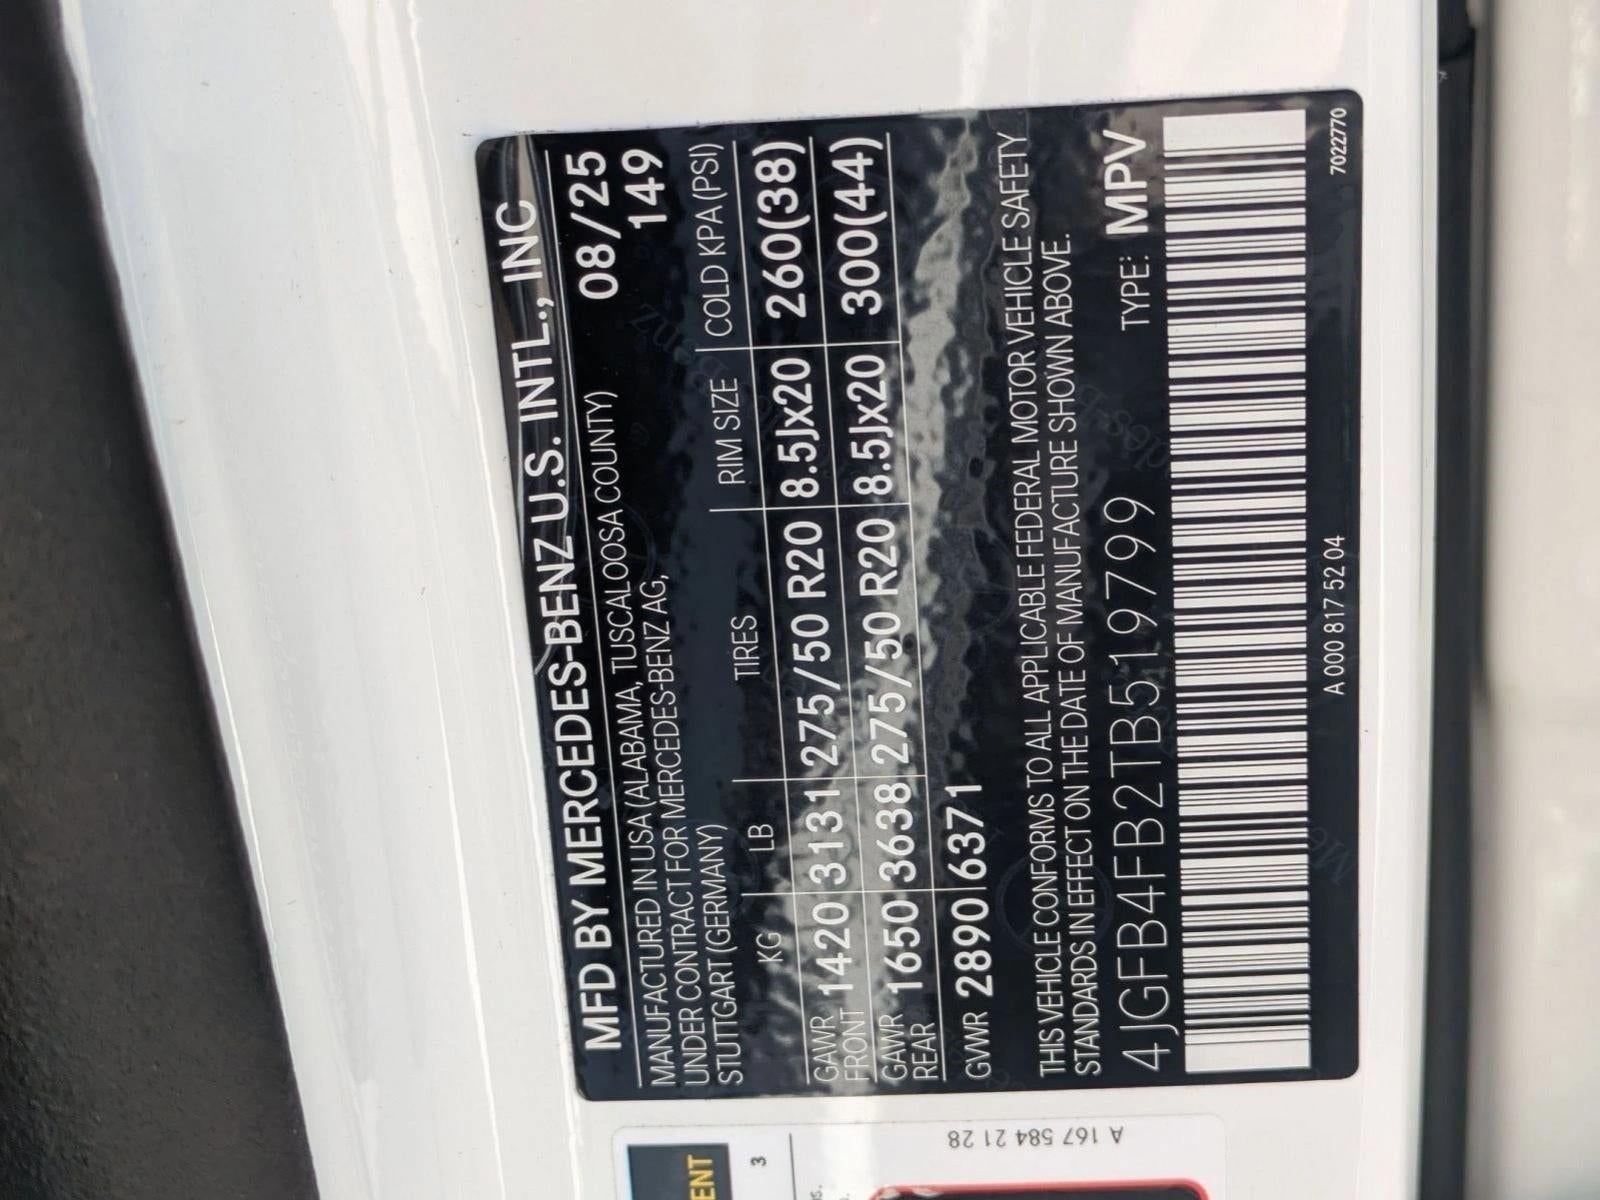 MFD BY MERCEDES-BENZ U.S. INTL., INC
MANUFACTURED IN USA (ALABAMA, TUSCALOOSA COUNTY) 08/25
UNDER CONTRACT FOR MERCEDES-BENZ AG, 149
STUTTGART (GERMANY)
KG LB TIRES RIM SIZE COLD KPA (PSI)
GAWR FRONT 1420 3131 275/50 R20 8.5Jx20 260(38)
GAWR REAR 1650 3638 275/50 R20 8.5Jx20 300(44)
GVWR 2890 6371
THIS VEHICLE CONFORMS TO ALL APPLICABLE FEDERAL MOTOR VEHICLE SAFETY
STANDARDS IN EFFECT ON THE DATE OF MANUFACTURE SHOWN ABOVE.
4JGFB4FB2TB519799 TYPE: MPV
A 000 817 52 04 7022770
A 167 584 21 28
3